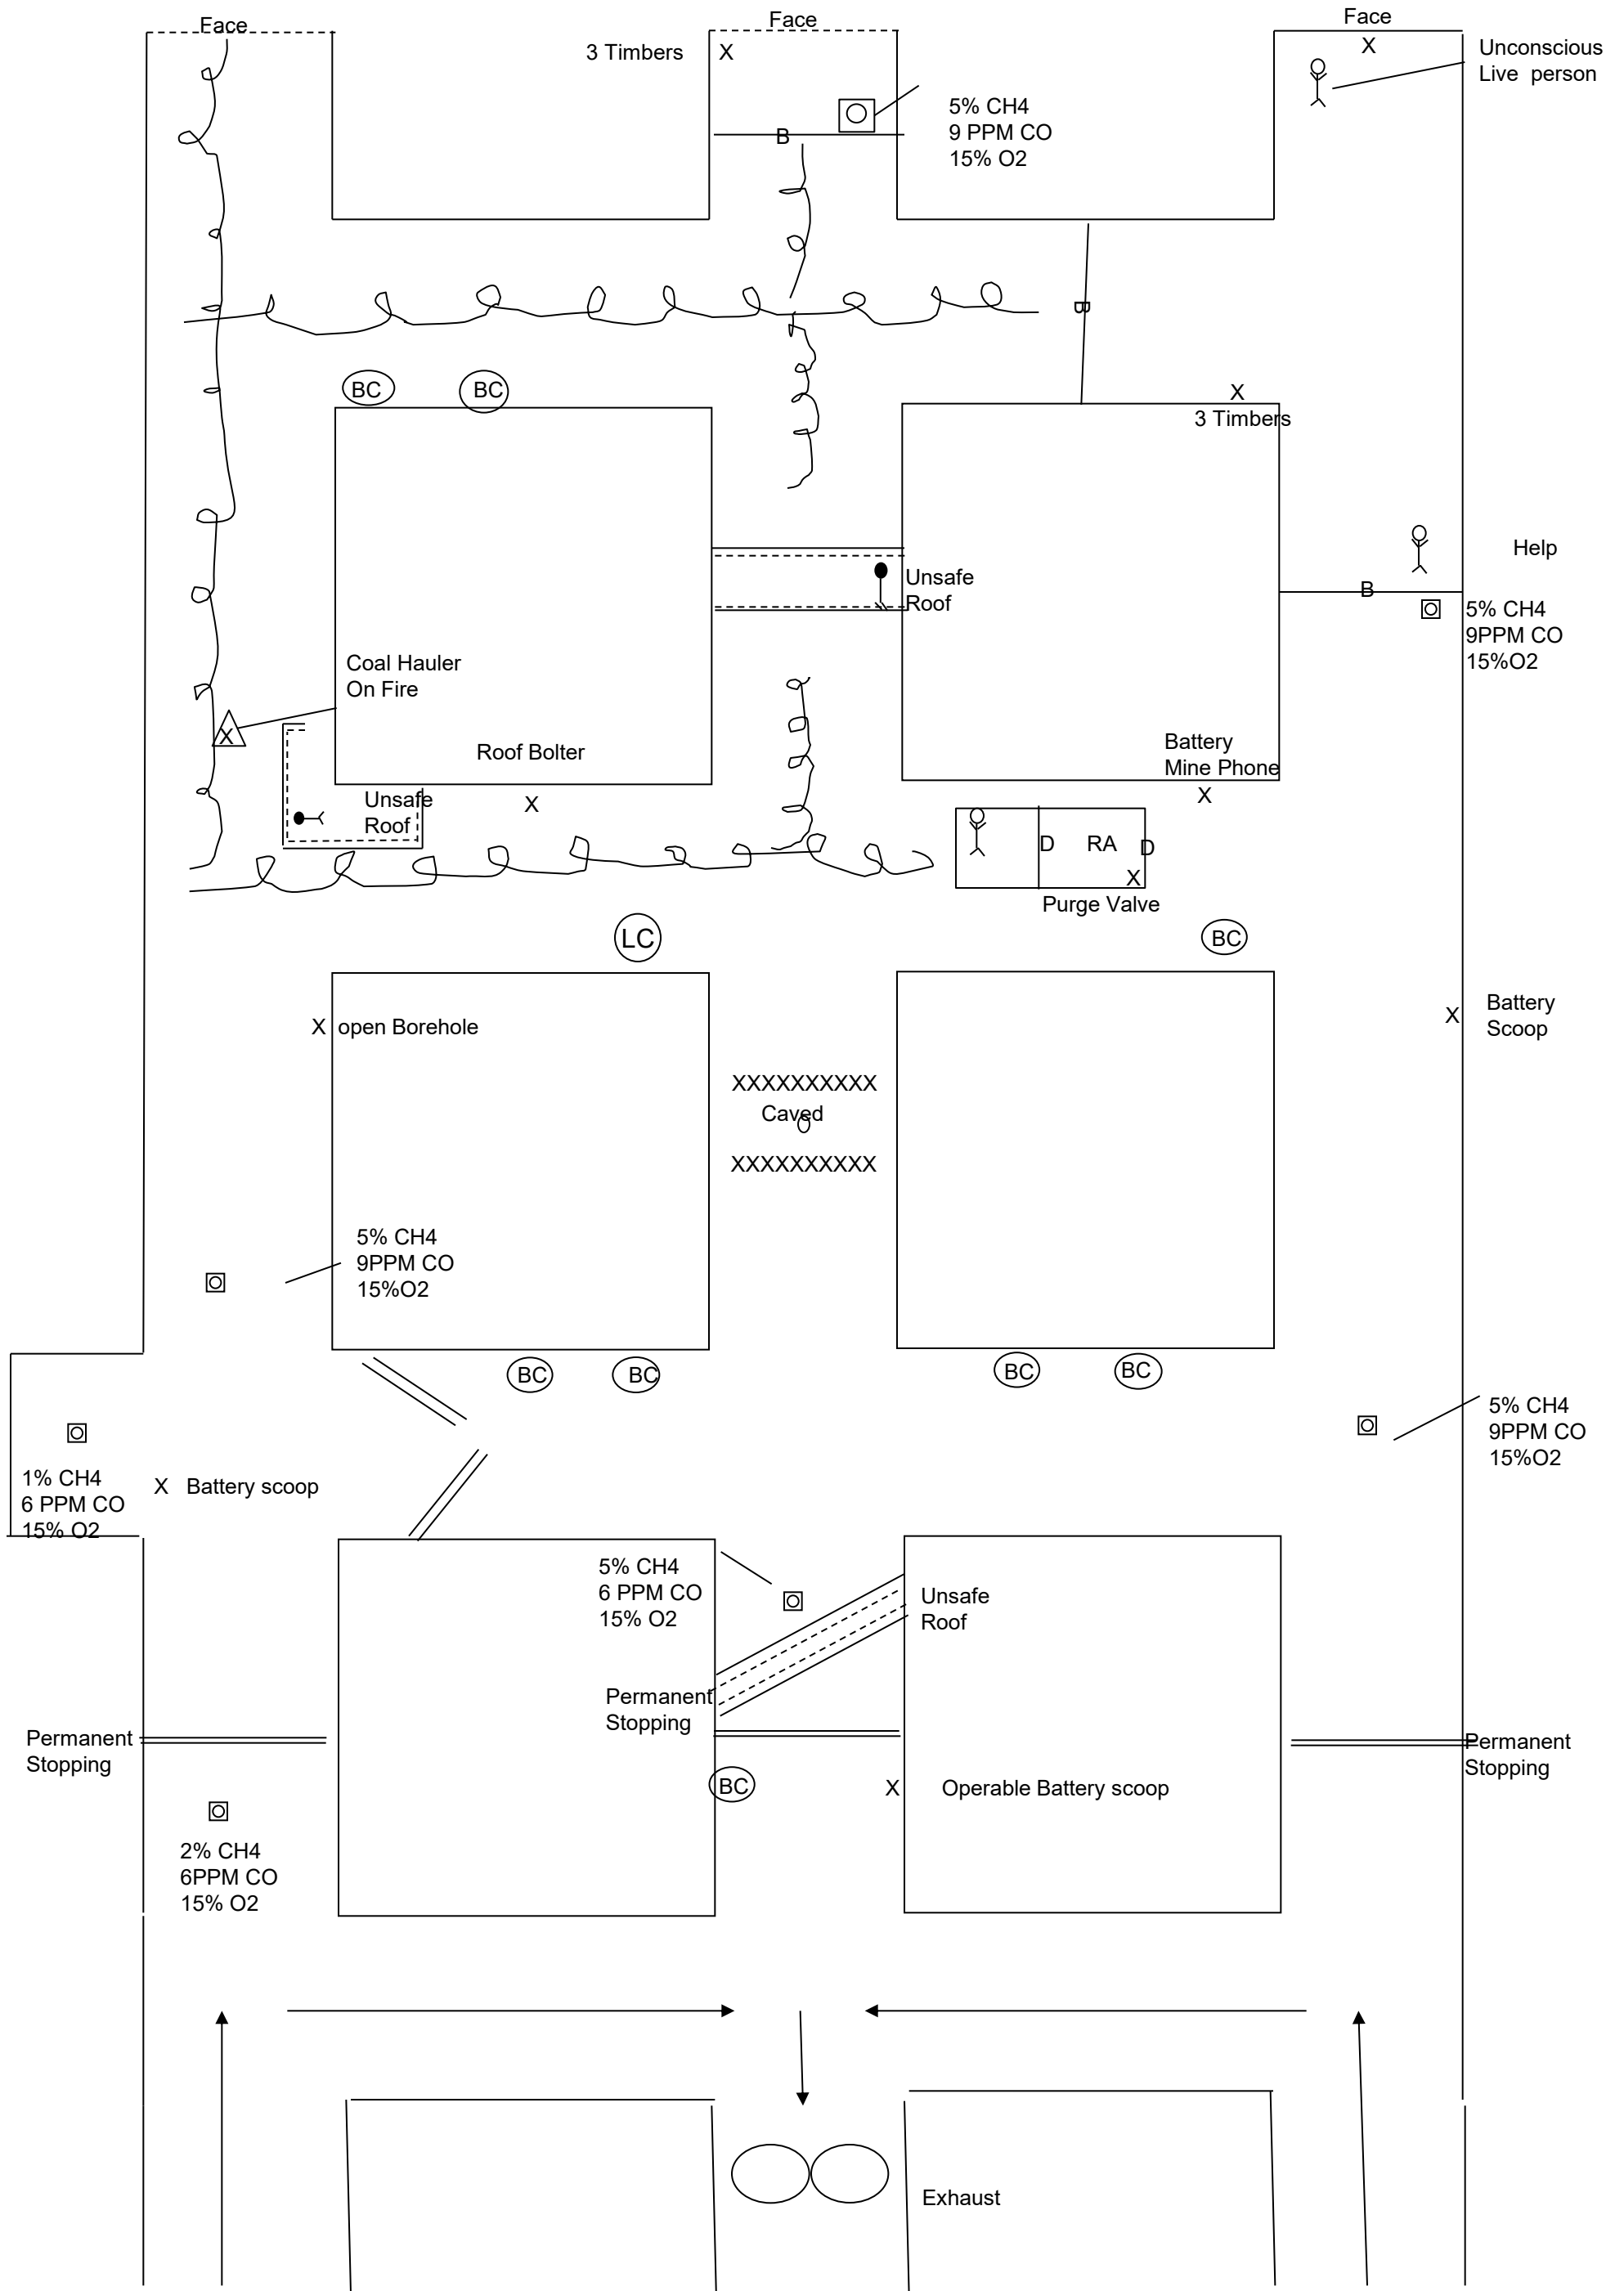 Face
Face
Face
3 Timbers X
X
Unconscious
Live  person
5% CH4
9 PPM CO
15% O2
B
B
BC
BC
X
3 Timbers
Help
Unsafe
Roof
B
5% CH4
9PPM CO
15%O2
Coal Hauler
On Fire
X
Roof Bolter
X
Unsafe
Roof
Battery
Mine Phone
X
D RA D
X
Purge Valve
LC
BC
X open Borehole
X Battery
Scoop
XXXXXXXXXX
Caved
XXXXXXXXXX
5% CH4
9PPM CO
15%O2
BC
BC
BC
BC
5% CH4
9PPM CO
15%O2
1% CH4
6 PPM CO
15% O2
X Battery scoop
5% CH4
6 PPM CO
15% O2
Unsafe
Roof
Permanent
Stopping
Permanent
Stopping
Permanent
Stopping
BC
X Operable Battery scoop
2% CH4
6PPM CO
15% O2
Exhaust